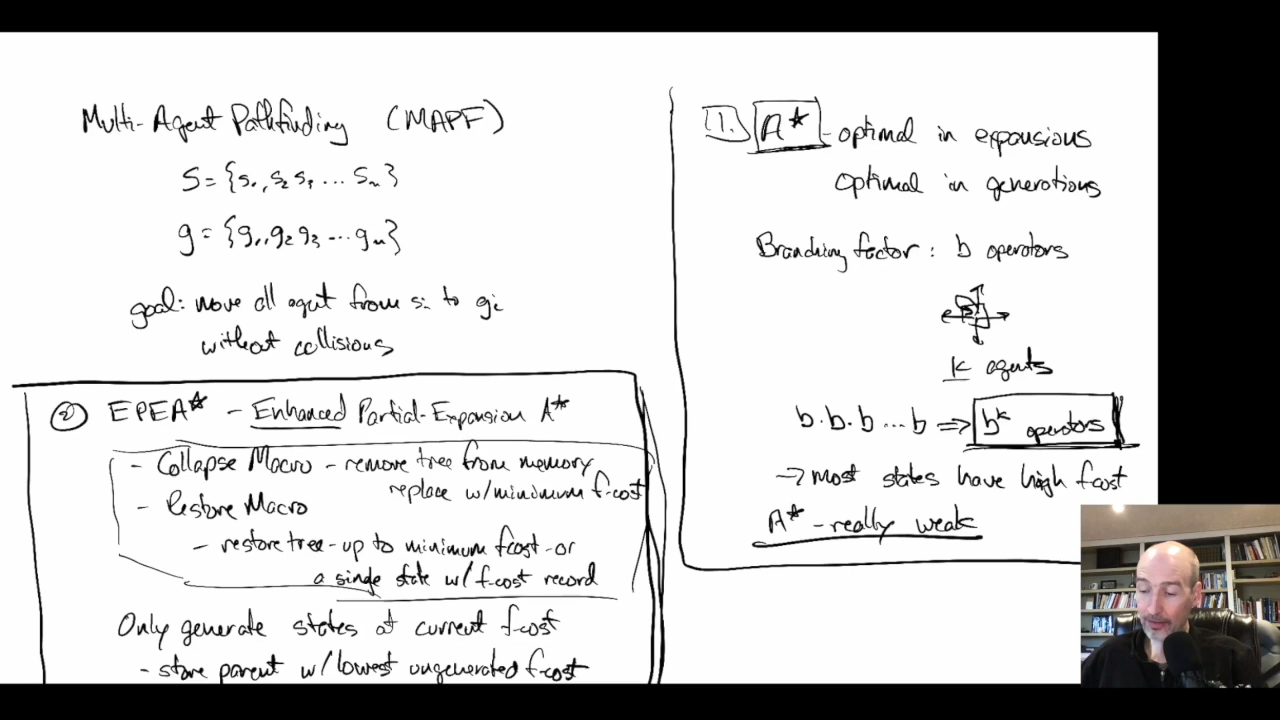 Multi-Agent Pathfinding (MAPF)
S = {s1, s2 s3 ... sn}
g = {g1, g2 g3 ... gn}
goal: move all agent from si to gi
without collisions
② EPEA* - Enhanced Partial-Expansion A*
- Collapse Macro - remove tree from memory
replace w/minimum f-cost
- Restore Macro
- restore tree - up to minimum fcost - or
a single state w/ f-cost record
Only generate states at current f-cost
- store parent w/ lowest ungenerated f-cost
1. A* - optimal in expansions
optimal in generations
Branching factor: b operators
k agents
b·b·b ... b => b^k operators
→ most states have high fcost
A* - really weak